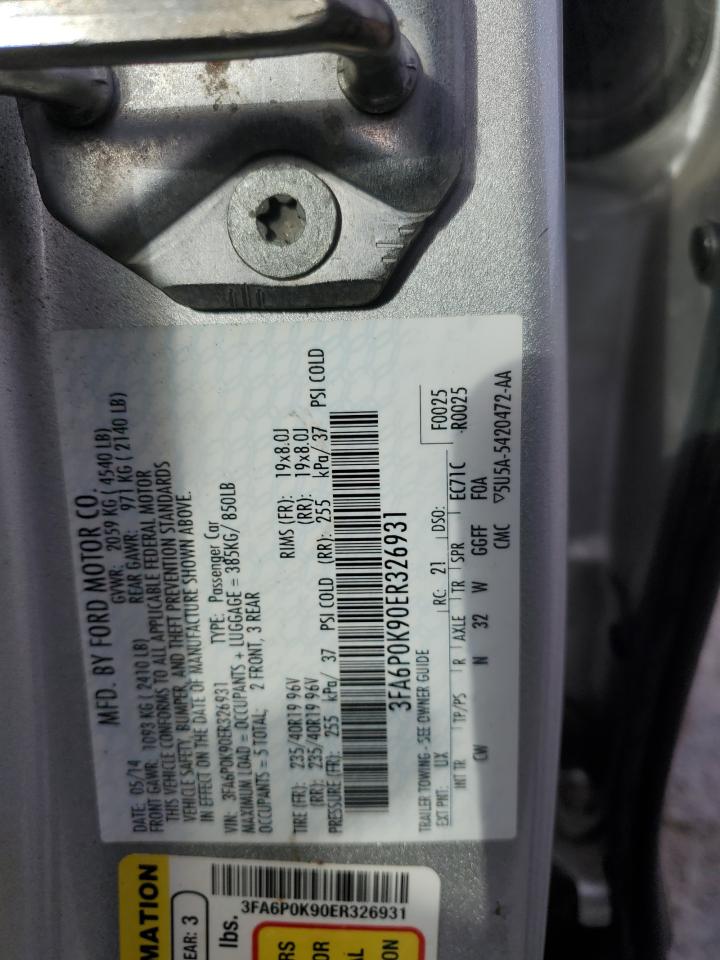 MFD. BY FORD MOTOR CO.
DATE: 05/14 GVWR: 2059 KG ( 4540 LB)
FRONT GAWR: 1093 KG ( 2410 LB) REAR GAWR: 971 KG ( 2140 LB)
THIS VEHICLE CONFORMS TO ALL APPLICABLE FEDERAL MOTOR
VEHICLE SAFETY, BUMPER, AND THEFT PREVENTION STANDARDS
IN EFFECT ON THE DATE OF MANUFACTURE SHOWN ABOVE.
VIN: 3FA6P0K90ER326931 TYPE: Passenger Car
MAXIMUM LOAD = OCCUPANTS + LUGGAGE = 385KG/ 850LB
OCCUPANTS = 5 TOTAL; 2 FRONT, 3 REAR
TIRE (FR): 235/40R19 96V RIMS (FR): 19x8.0J
(RR): 235/40R19 96V (RR): 19x8.0J
PRESSURE (FR): 255 kPa/ 37 PSI COLD (RR): 255 kPa/ 37 PSI COLD
3FA6P0K90ER326931
TRAILER TOWING - SEE OWNER GUIDE F0025
EXT PNT: UX RC: 21 DSO: R0025
INT TR TP/PS R AXLE TR SPR EC71C
CW N 32 W GGFF FOA
CMC ▽5U5A-5420472-AA
MATION
EAR: 3
lbs.
3FA6P0K90ER326931
RS
OR
AL
ON